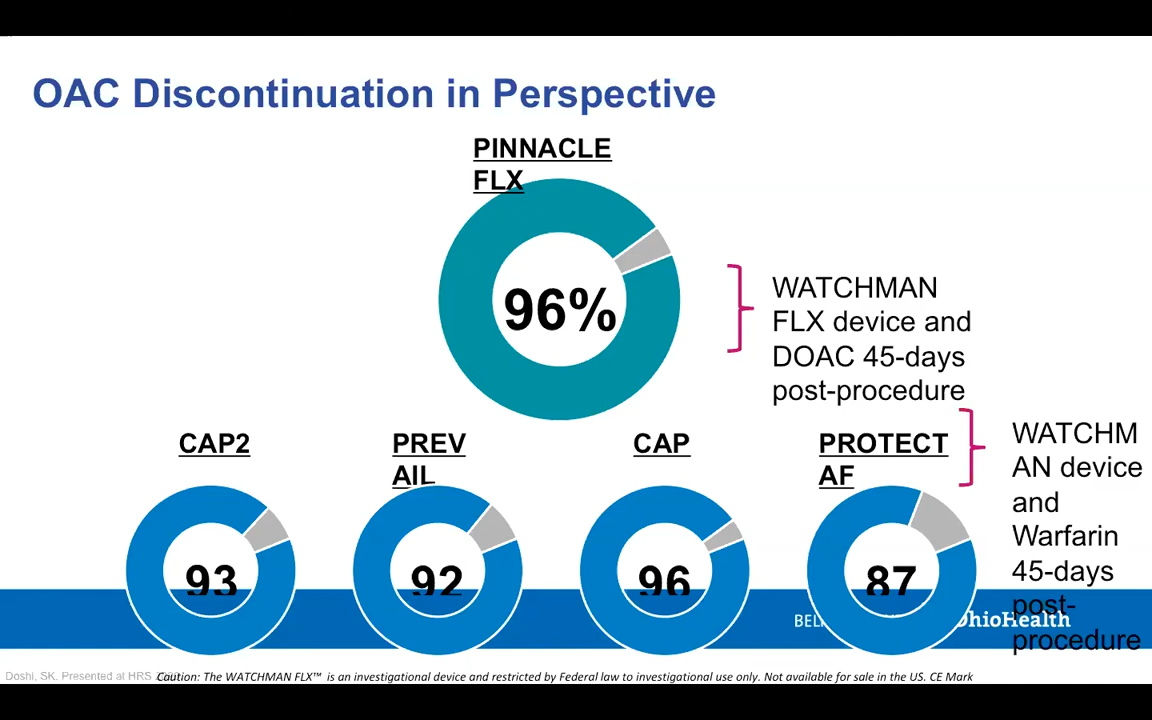 OAC Discontinuation in Perspective
PINNACLE
FLX
96%
WATCHMAN
FLX device and
DOAC 45-days
post-procedure
CAP2
PREV
AIL
CAP
PROTECT
AF
WATCHM
AN device
and
Warfarin
45-days
post-
procedure
93
92
96
87
OhioHealth
Doshi, SK. Presented at HRS
Caution: The WATCHMAN FLX™ is an investigational device and restricted by Federal law to investigational use only. Not available for sale in the US. CE Mark